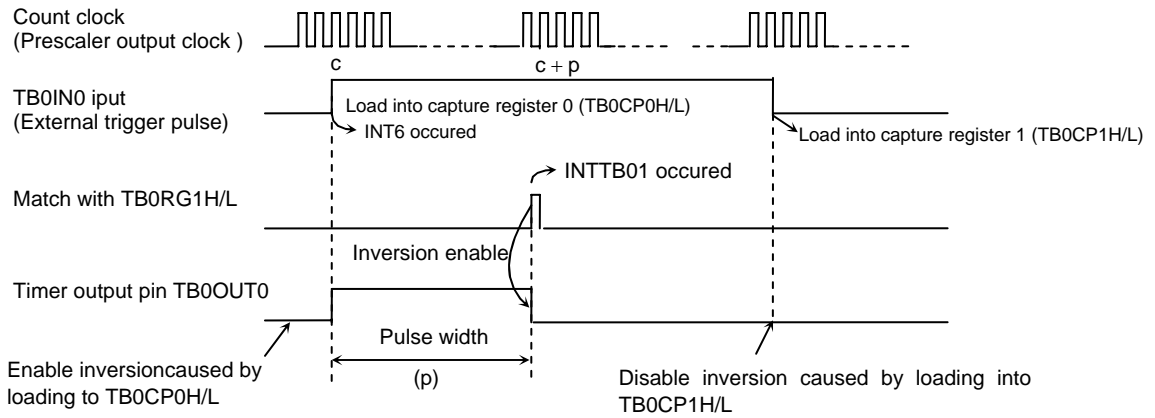 Count clock
(Prescaler output clock )
c
c + p
TB0IN0 iput
(External trigger pulse)
Load into capture register 0 (TB0CP0H/L)
INT6 occured
Load into capture register 1 (TB0CP1H/L)
INTTB01 occured
Match with TB0RG1H/L
Inversion enable
Timer output pin TB0OUT0
Pulse width
(p)
Enable inversioncaused by
loading to TB0CP0H/L
Disable inversion caused by loading into
TB0CP1H/L